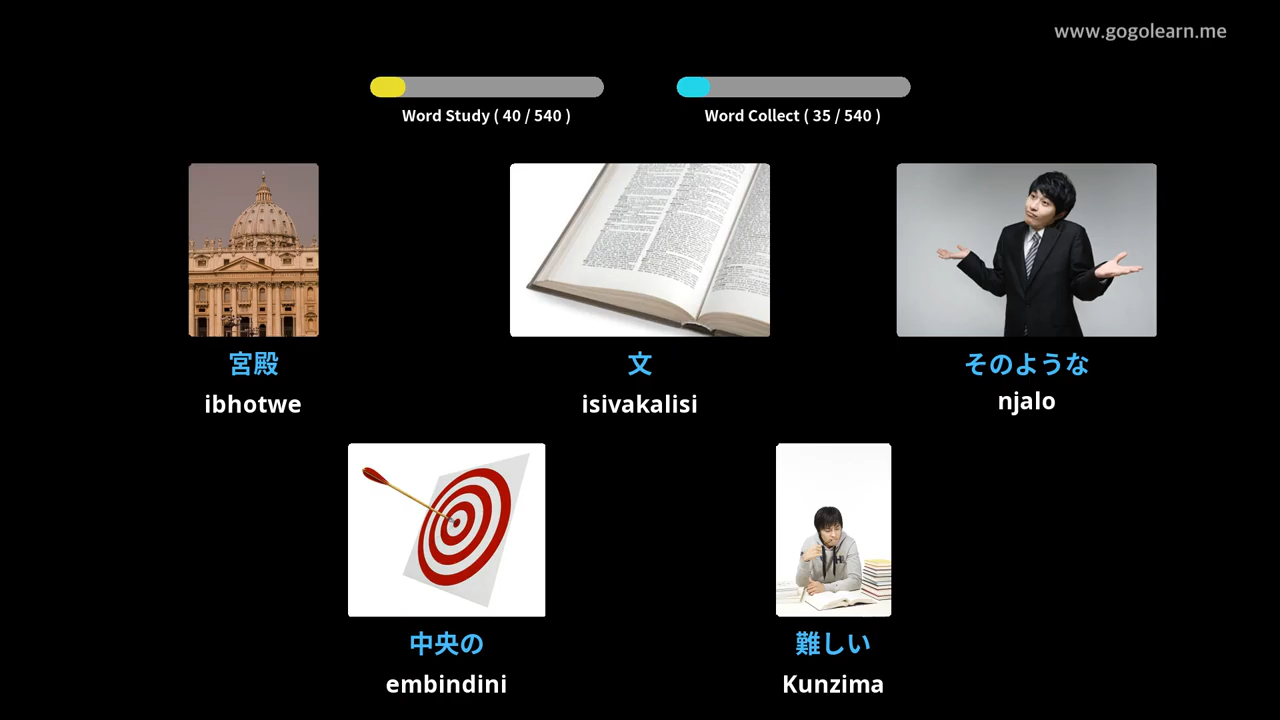 www.gogolearn.me
Word Study ( 40 / 540 )
Word Collect ( 35 / 540 )
宮殿
ibhotwe
文
isivakalisi
そのような
njalo
中央の
embindini
難しい
Kunzima